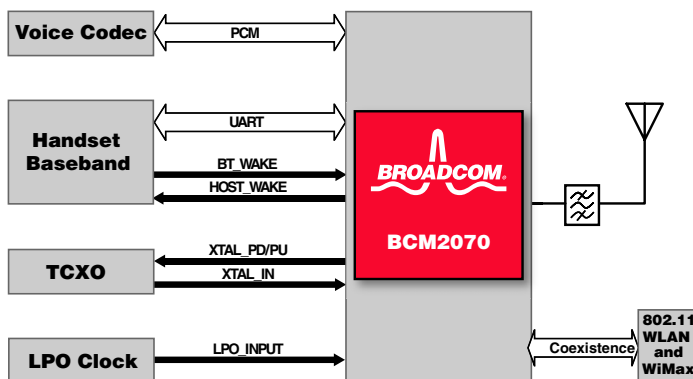 Voice Codec
PCM
Handset
Baseband
UART
BT_WAKE
HOST_WAKE
BROADCOM®
BCM2070
TCXO
XTAL_PD/PU
XTAL_IN
LPO Clock
LPO_INPUT
Coexistence
802.11
WLAN
and
WiMax